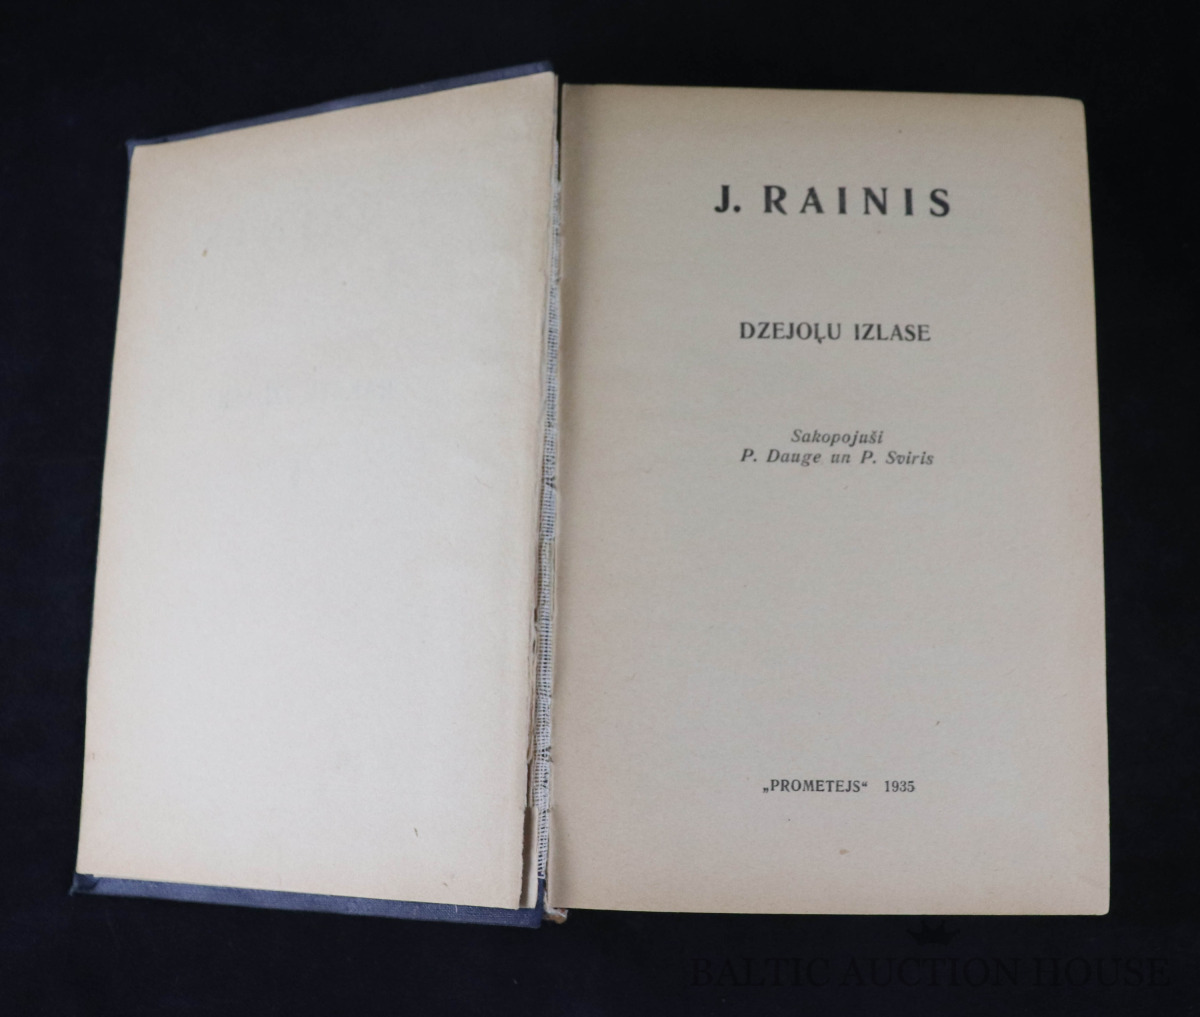 J. RAINIS
DZEJOĻU IZLASE
Sakopojuši
P. Dauge un P. Sviris
„PROMETEJS“ 1935
BALTIC AUCTION HOUSE